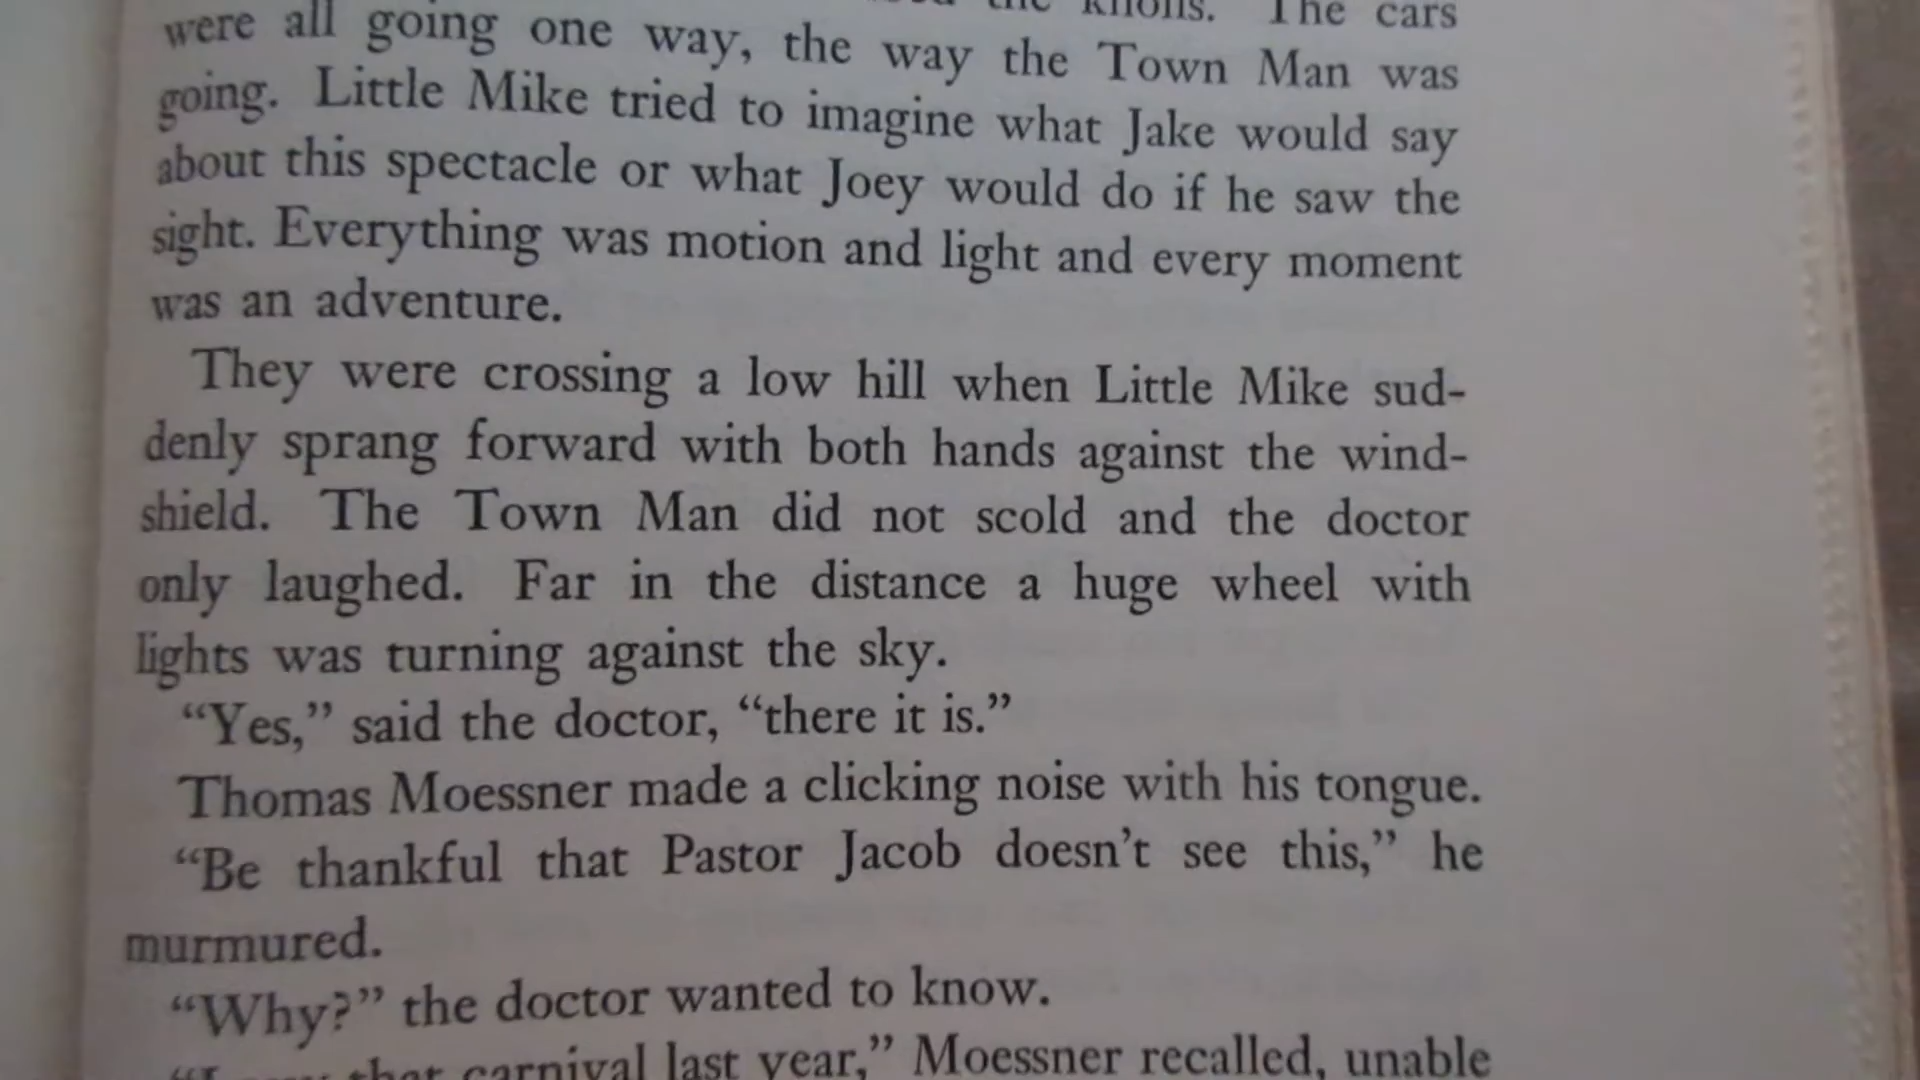 the knolls. The cars
were all going one way, the way the Town Man was
going. Little Mike tried to imagine what Jake would say
about this spectacle or what Joey would do if he saw the
sight. Everything was motion and light and every moment
was an adventure.
They were crossing a low hill when Little Mike sud-
denly sprang forward with both hands against the wind-
shield. The Town Man did not scold and the doctor
only laughed. Far in the distance a huge wheel with
lights was turning against the sky.
“Yes,” said the doctor, “there it is.”
Thomas Moessner made a clicking noise with his tongue.
“Be thankful that Pastor Jacob doesn’t see this,” he
murmured.
“Why?” the doctor wanted to know.
“I saw that carnival last year,” Moessner recalled, unable